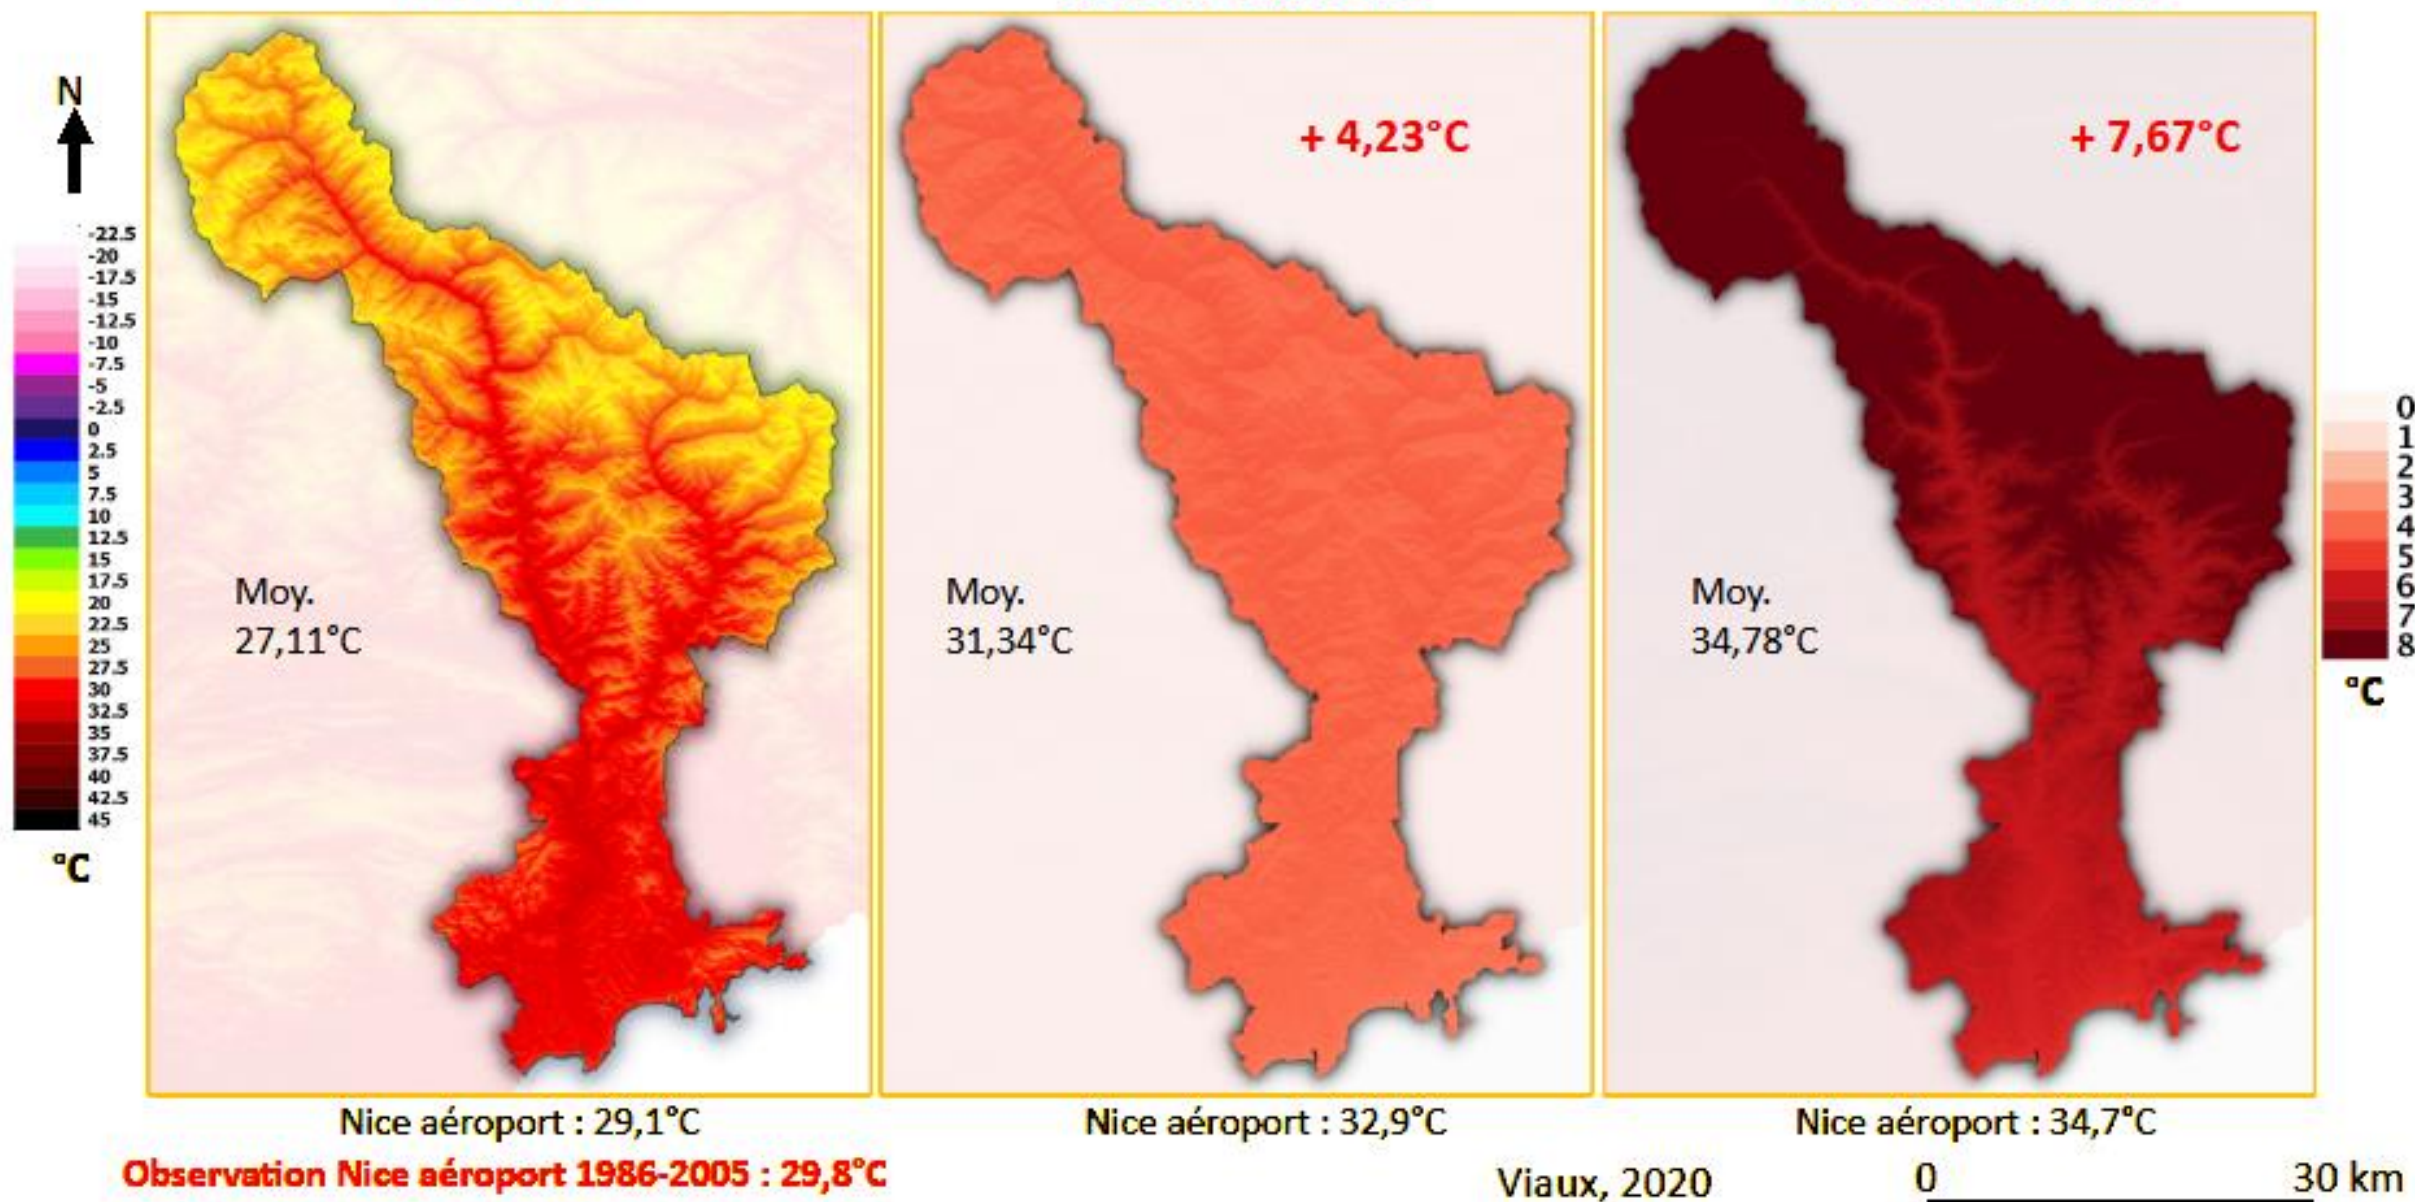 N
-22.5
-20
-17.5
-15
-12.5
-10
-7.5
-5
-2.5
0
2.5
5
7.5
10
12.5
15
17.5
20
22.5
25
27.5
30
32.5
35
37.5
40
42.5
45
°C
Moy.
27,11°C
+ 4,23°C
Moy.
31,34°C
+ 7,67°C
Moy.
34,78°C
0
1
2
3
4
5
6
7
8
°C
Nice aéroport : 29,1°C
Nice aéroport : 32,9°C
Nice aéroport : 34,7°C
Observation Nice aéroport 1986-2005 : 29,8°C
Viaux, 2020
0 30 km